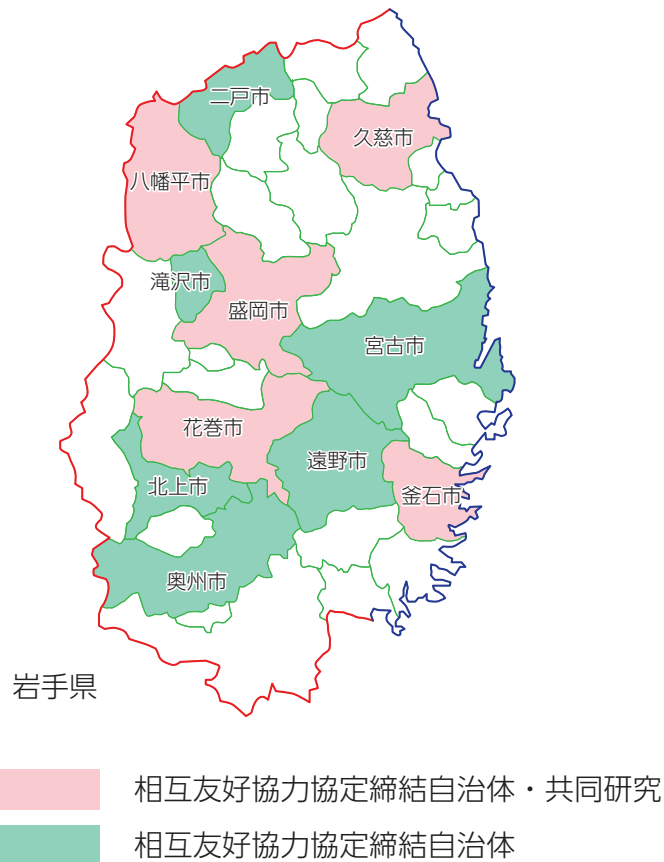 二戸市
久慈市
八幡平市
滝沢市
盛岡市
宮古市
花巻市
遠野市
北上市
釜石市
奥州市
岩手県
相互友好協力協定締結自治体・共同研究
相互友好協力協定締結自治体